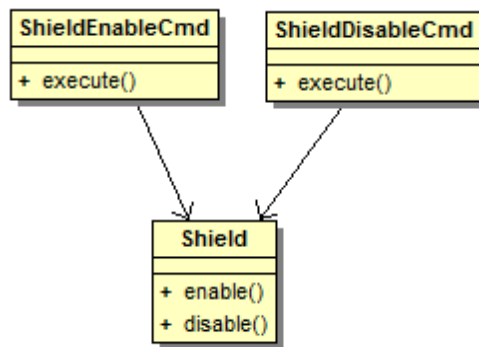 ShieldEnableCmd
+ execute()
ShieldDisableCmd
+ execute()
Shield
+ enable()
+ disable()